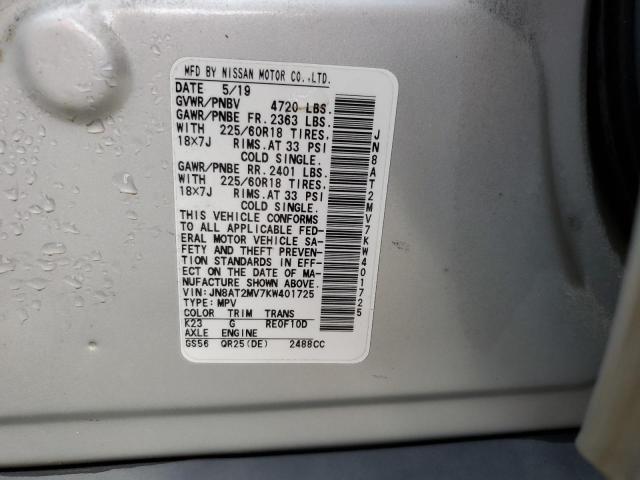 MFD BY NISSAN MOTOR CO.,LTD.
DATE 5/19
GVWR/PNBV 4720 LBS.
GAWR/PNBE FR. 2363 LBS.
WITH 225/60R18 TIRES.
18X7J RIMS.AT 33 PSI
COLD SINGLE.
GAWR/PNBE RR. 2401 LBS.
WITH 225/60R18 TIRES.
18X7J RIMS.AT 33 PSI
COLD SINGLE.
THIS VEHICLE CONFORMS
TO ALL APPLICABLE FED-
ERAL MOTOR VEHICLE SA-
FETY AND THEFT PREVEN-
TION STANDARDS IN EFF-
ECT ON THE DATE OF MA-
NUFACTURE SHOWN ABOVE.
VIN:JN8AT2MV7KW401725
TYPE:MPV
COLOR TRIM TRANS
K23 G RE0F10D
AXLE ENGINE
GS56 QR25(DE) 2488CC
JN8AT2MV7KW401725